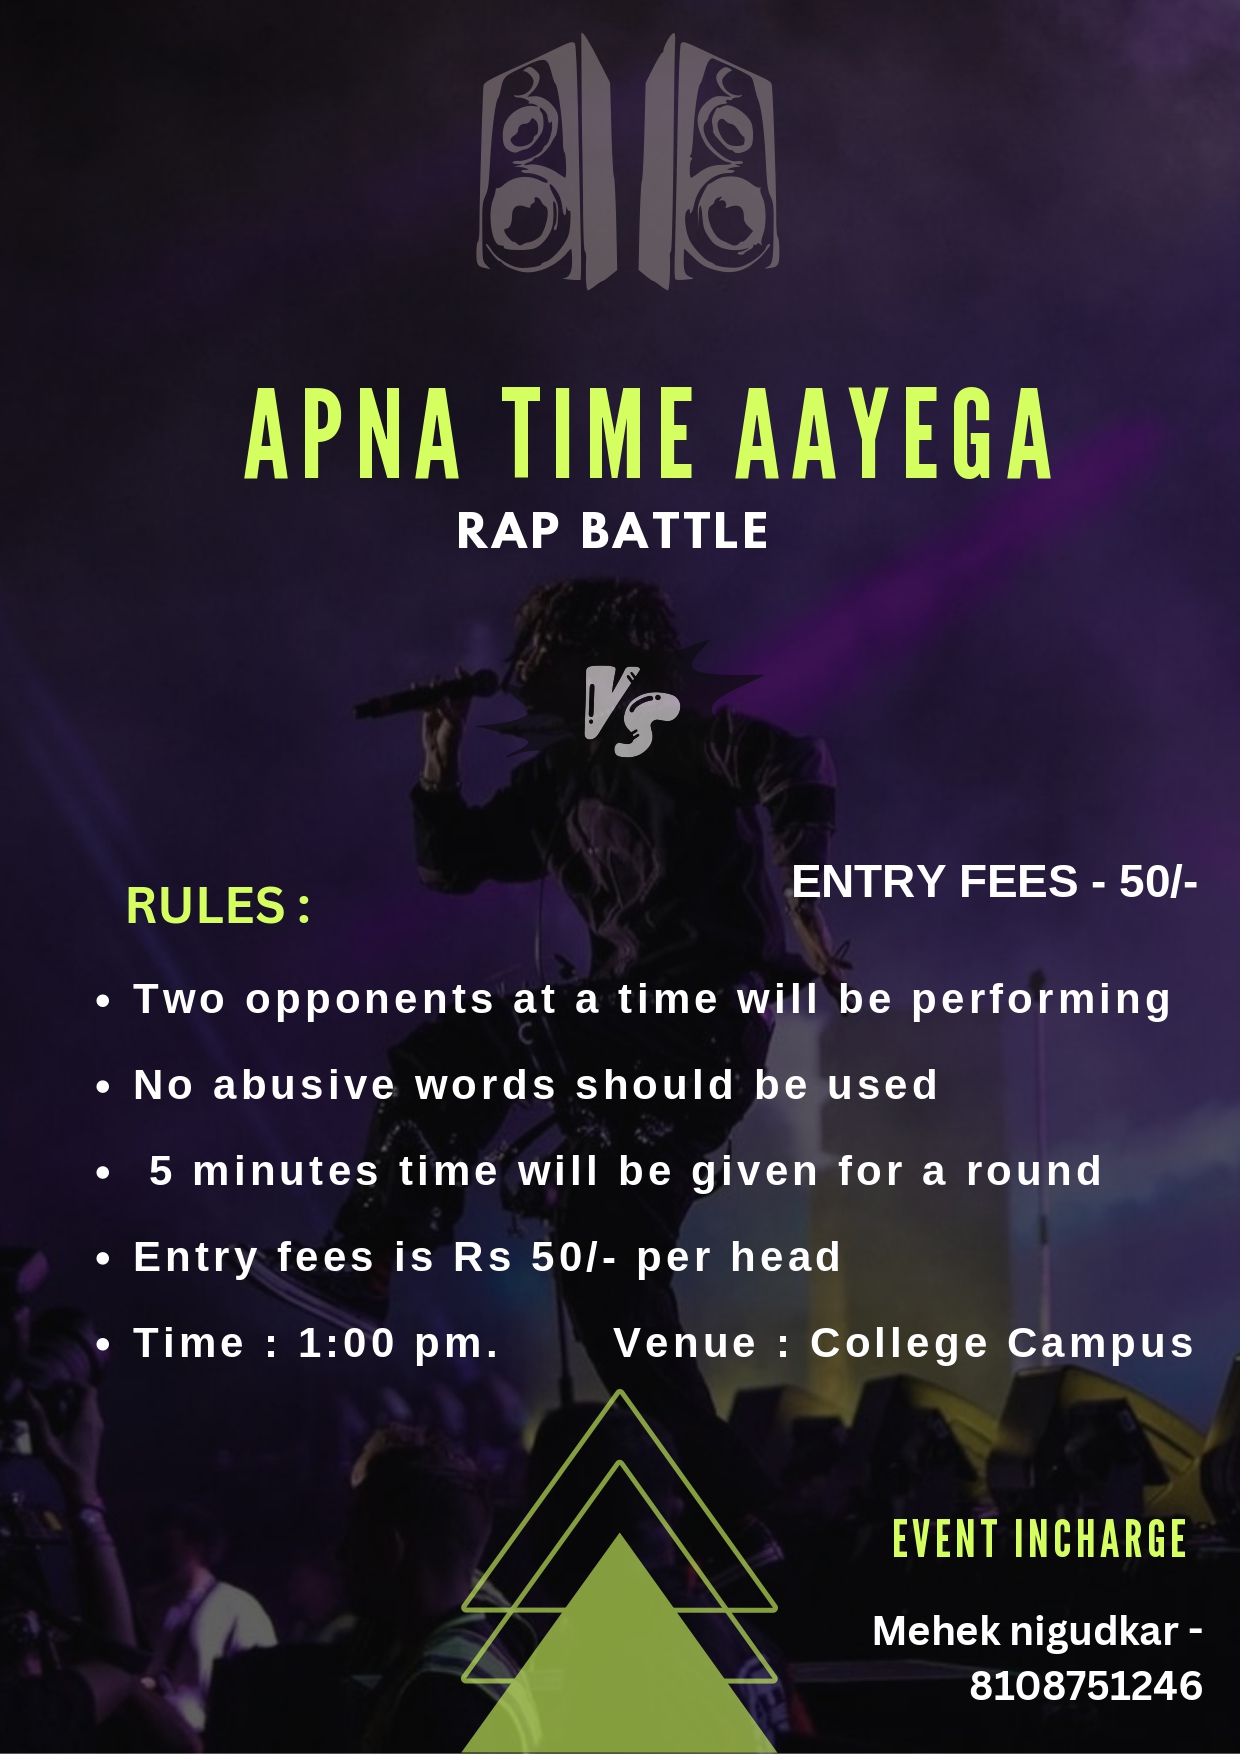 APNA TIME AAYEGA
RAP BATTLE
VS
ENTRY FEES - 50/-
RULES :
• Two opponents at a time will be performing
• No abusive words should be used
• 5 minutes time will be given for a round
• Entry fees is Rs 50/- per head
• Time : 1:00 pm. Venue : College Campus
EVENT INCHARGE
Mehek nigudkar -
8108751246